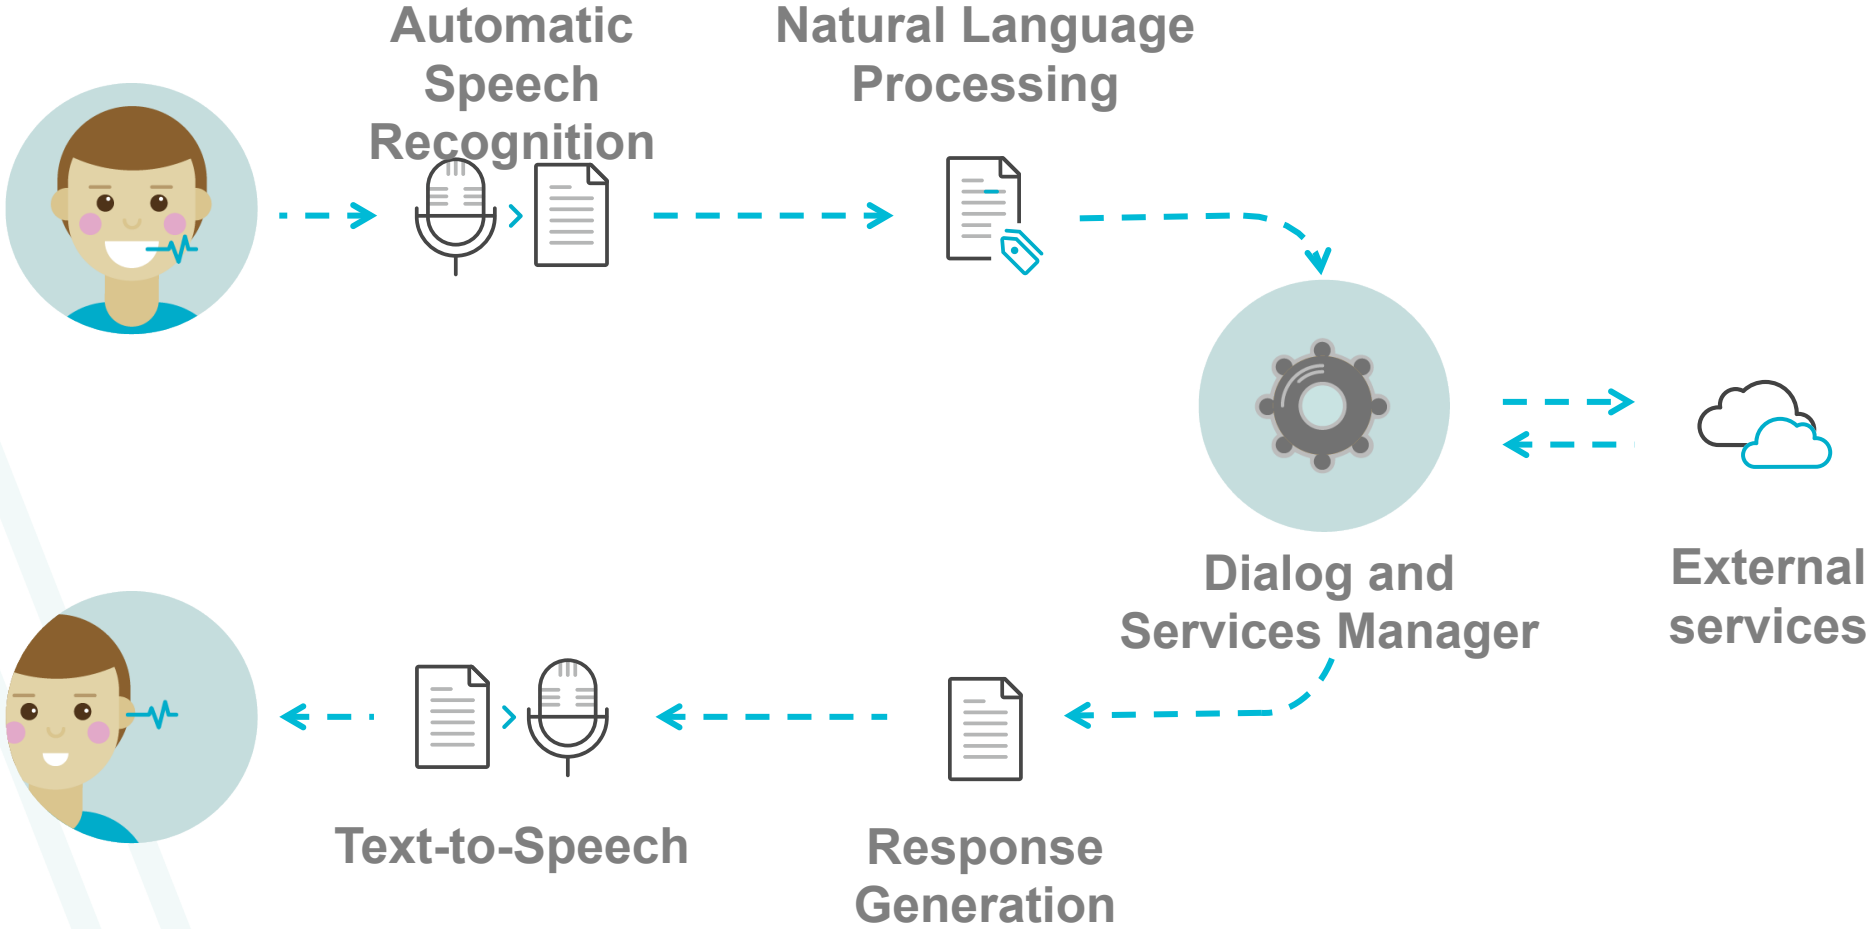 Automatic
Speech
Recognition
Natural Language
Processing
Dialog and
Services Manager
External
services
Text-to-Speech
Response
Generation